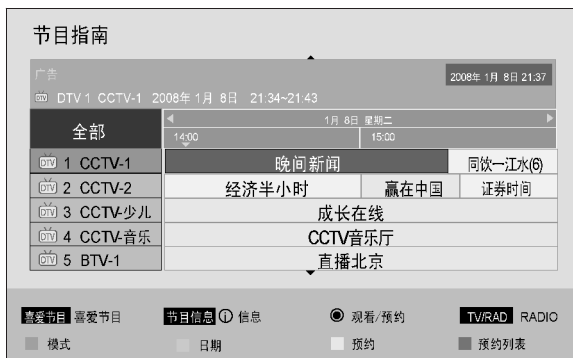 节目指南
广告
2008年 1月 8日 21:37
DTV 1 CCTV-1 2008年 1月 8日 21:34~21:43
全部
1月 8日 星期二
14:00 15:00
DTV 1 CCTV-1 晚间新闻 同饮一江水(6)
DTV 2 CCTV-2 经济半小时 赢在中国 证券时间
DTV 3 CCTV-少儿 成长在线
DTV 4 CCTV-音乐 CCTV音乐厅
DTV 5 BTV-1 直播北京
喜爱节目 喜爱节目 节目信息 i 信息 观看/预约 TV/RAD RADIO
模式 日期 预约 预约列表